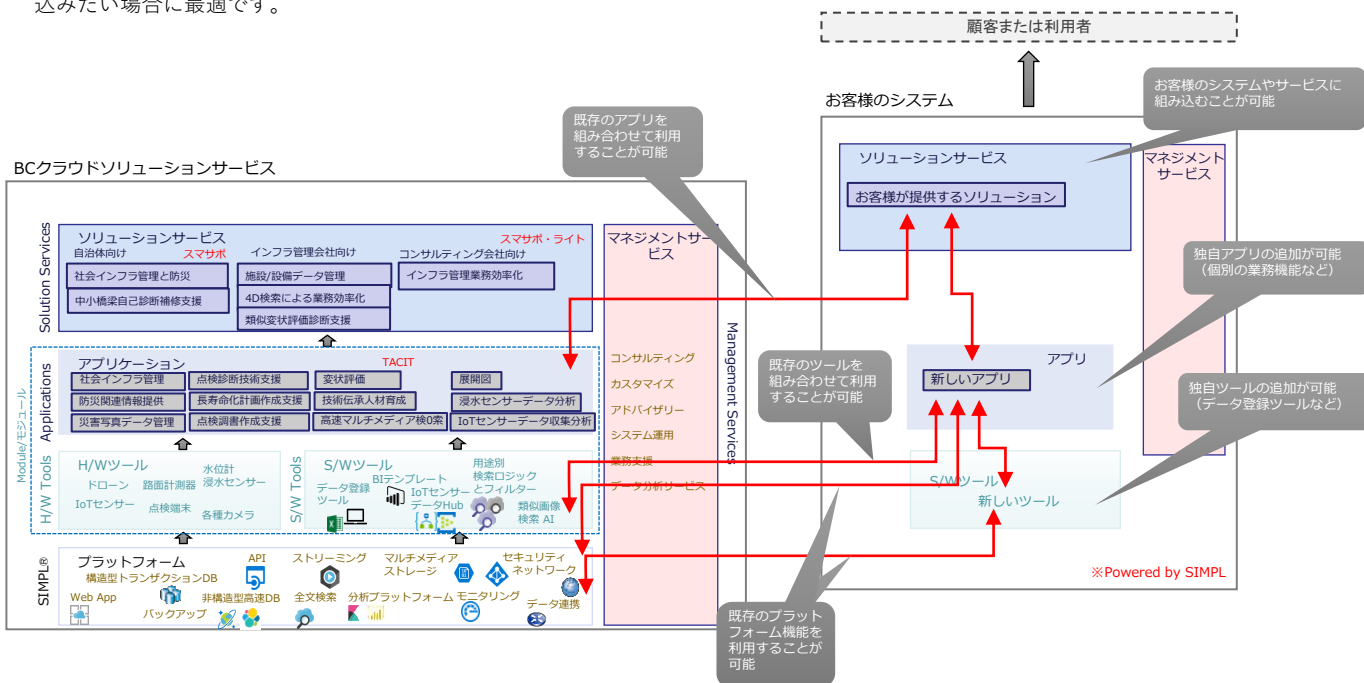 込みたい場合に最適です。
顧客または利用者
お客様のシステム
お客様のシステムやサービスに
組み込むことが可能
既存のアプリを
組み合わせて利用
することが可能
ソリューションサービス
お客様が提供するソリューション
マネジメント
サービス
BCクラウドソリューションサービス
Solution Services
ソリューションサービス
自治体向け
スマサポ
インフラ管理会社向け
スマサポ・ライト
コンサルティング会社向け
社会インフラ管理と防災
中小橋梁自己診断補修支援
施設/設備データ管理
4D検索による業務効率化
類似変状評価診断支援
インフラ管理業務効率化
マネジメントサー
ビス
Management Services
コンサルティング
カスタマイズ
アドバイザリー
システム運用
業務支援
データ分析サービス
独自アプリの追加が可能
（個別の業務機能など）
Module/モジュール
Applications
アプリケーション
TACIT
社会インフラ管理
点検診断技術支援
変状評価
展開図
防災関連情報提供
長寿命化計画作成支援
技術伝承人材育成
浸水センサーデータ分析
災害写真データ管理
点検調書作成支援
高速マルチメディア検0索
IoTセンサーデータ収集分析
既存のツールを
組み合わせて利用
することが可能
アプリ
新しいアプリ
独自ツールの追加が可能
（データ登録ツールなど）
H/W Tools
H/Wツール
水位計
ドローン
路面計測器
浸水センサー
IoTセンサー
点検端末
各種カメラ
S/W Tools
S/Wツール
データ登録
ツール
BIテンプレート
IoTセンサー
データHub
用途別
検索ロジック
とフィルター
類似画像
検索 AI
S/Wツール
新しいツール
SIMPL®
プラットフォーム
構造型トランザクションDB
API
ストリーミング
マルチメディア
ストレージ
セキュリティ
ネットワーク
Web App
バックアップ
非構造型高速DB
全文検索
分析プラットフォーム
モニタリング
データ連携
※Powered by SIMPL
既存のプラット
フォーム機能を
利用することが
可能